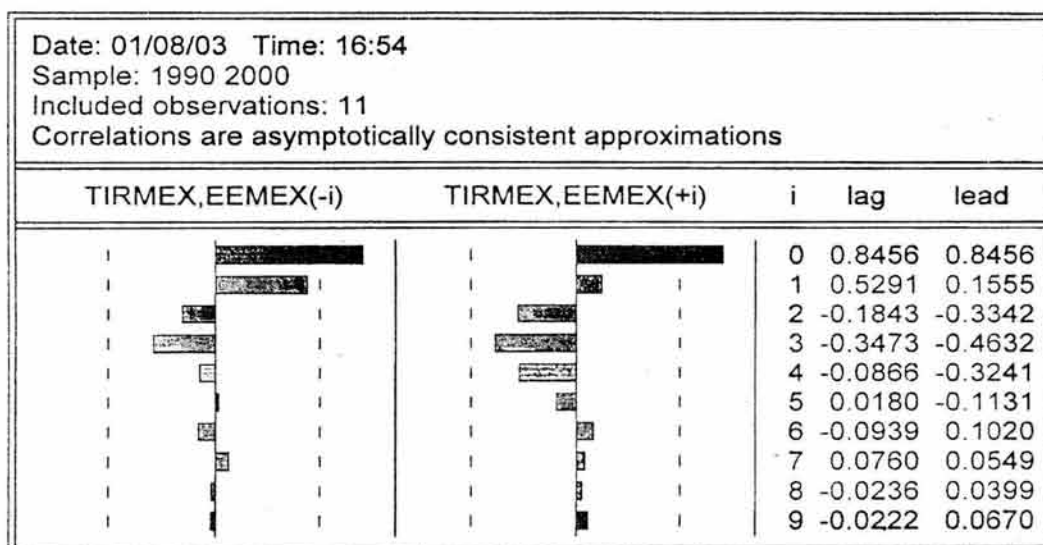 Date: 01/08/03 Time: 16:54
Sample: 1990 2000
Included observations: 11
Correlations are asymptotically consistent approximations
TIRMEX,EEMEX(-i) TIRMEX,EEMEX(+i) i lag lead
0 0.8456 0.8456
1 0.5291 0.1555
2 -0.1843 -0.3342
3 -0.3473 -0.4632
4 -0.0866 -0.3241
5 0.0180 -0.1131
6 -0.0939 0.1020
7 0.0760 0.0549
8 -0.0236 0.0399
9 -0.0222 0.0670